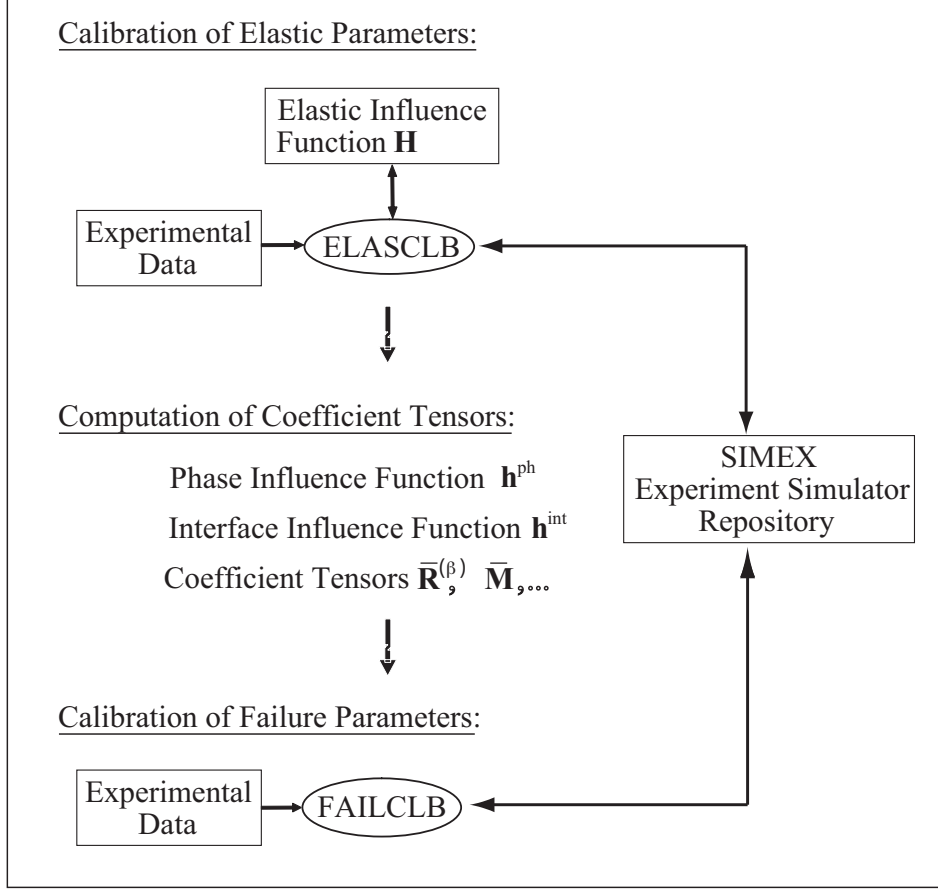 Calibration of Elastic Parameters:
Elastic Influence
Function H
Experimental
Data
ELASCLB
Computation of Coefficient Tensors:
Phase Influence Function h^ph
Interface Influence Function h^int
Coefficient Tensors R̄^(β), M̄,...
SIMEX
Experiment Simulator
Repository
Calibration of Failure Parameters:
Experimental
Data
FAILCLB